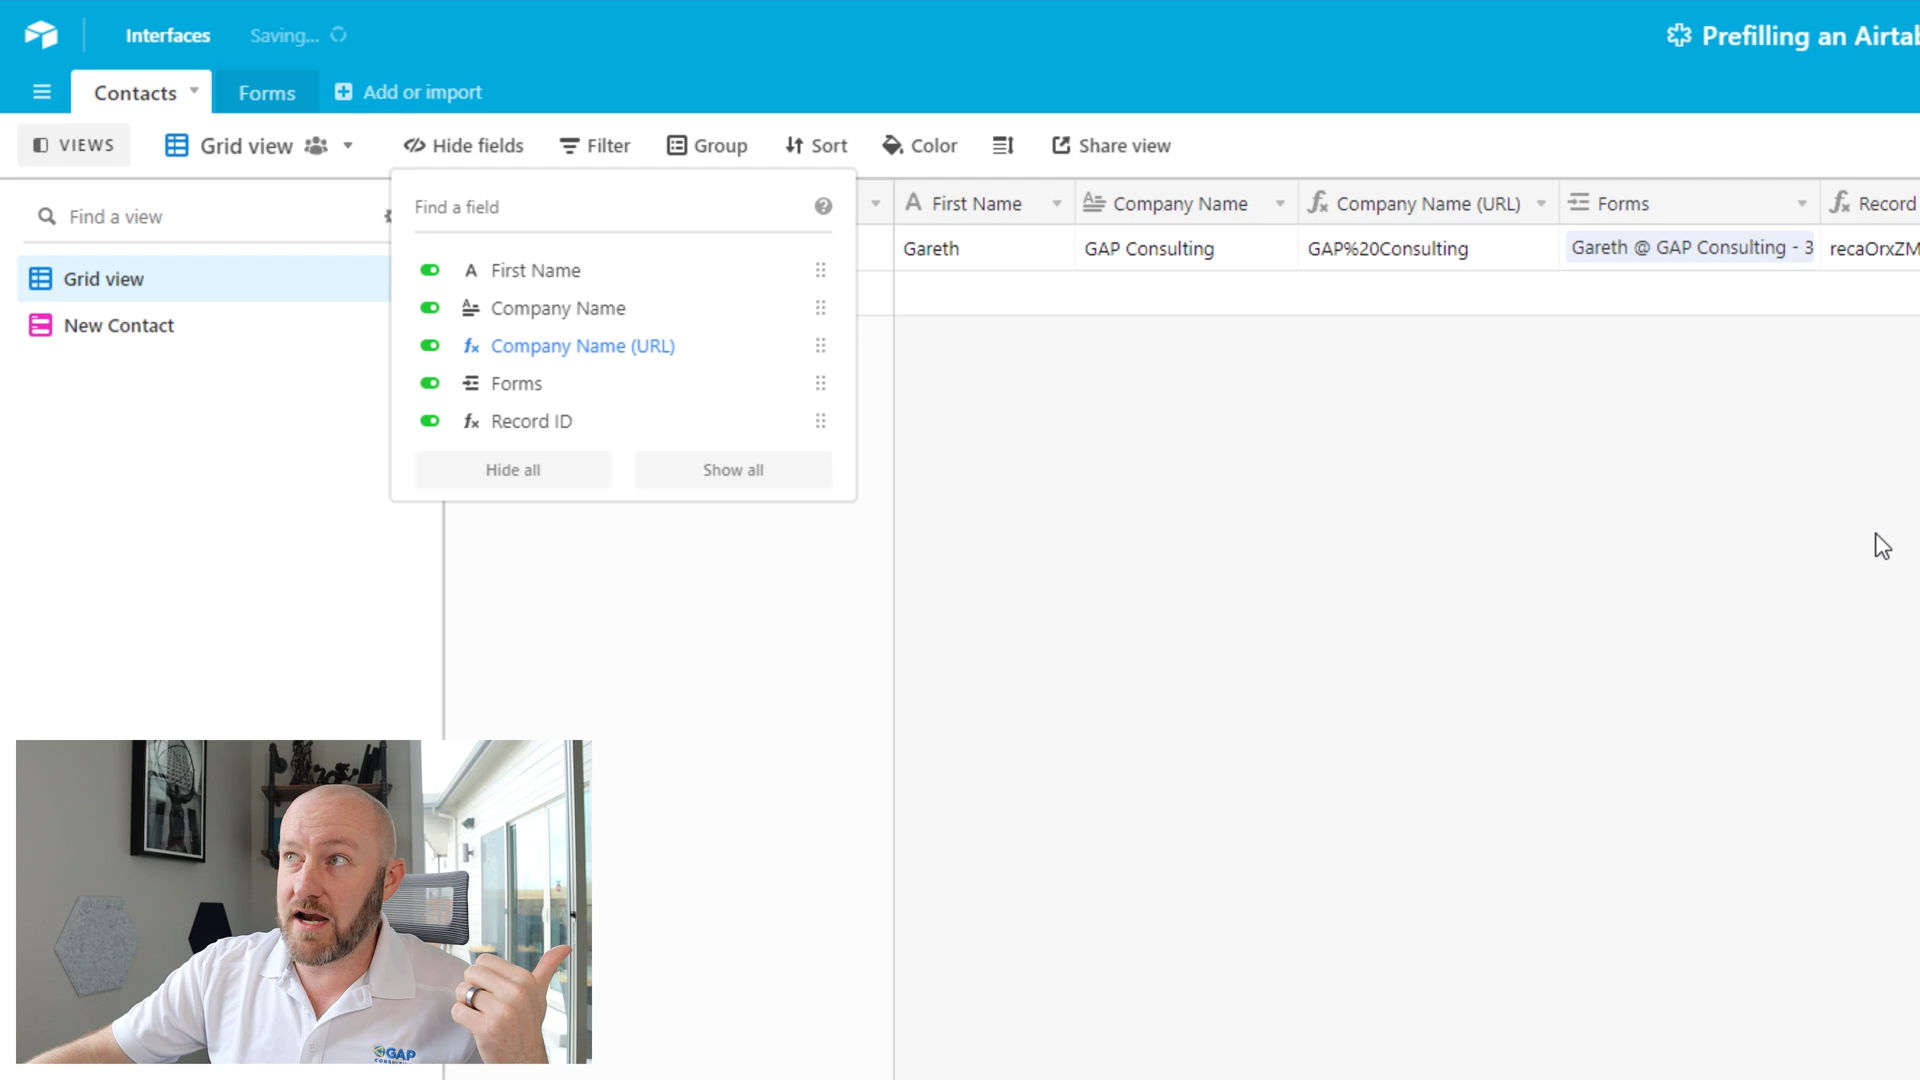 Interfaces
Saving...
Prefilling an Airtab
Contacts
Forms
Add or import
VIEWS
Grid view
Hide fields
Filter
Group
Sort
Color
Share view
Find a view
Grid view
New Contact
Find a field
First Name
Company Name
Company Name (URL)
Forms
Record ID
Hide all
Show all
First Name
Company Name
Company Name (URL)
Forms
Record
Gareth
GAP Consulting
GAP%20Consulting
Gareth @ GAP Consulting - 3
recaOrxZM
GAP
CONSULTING